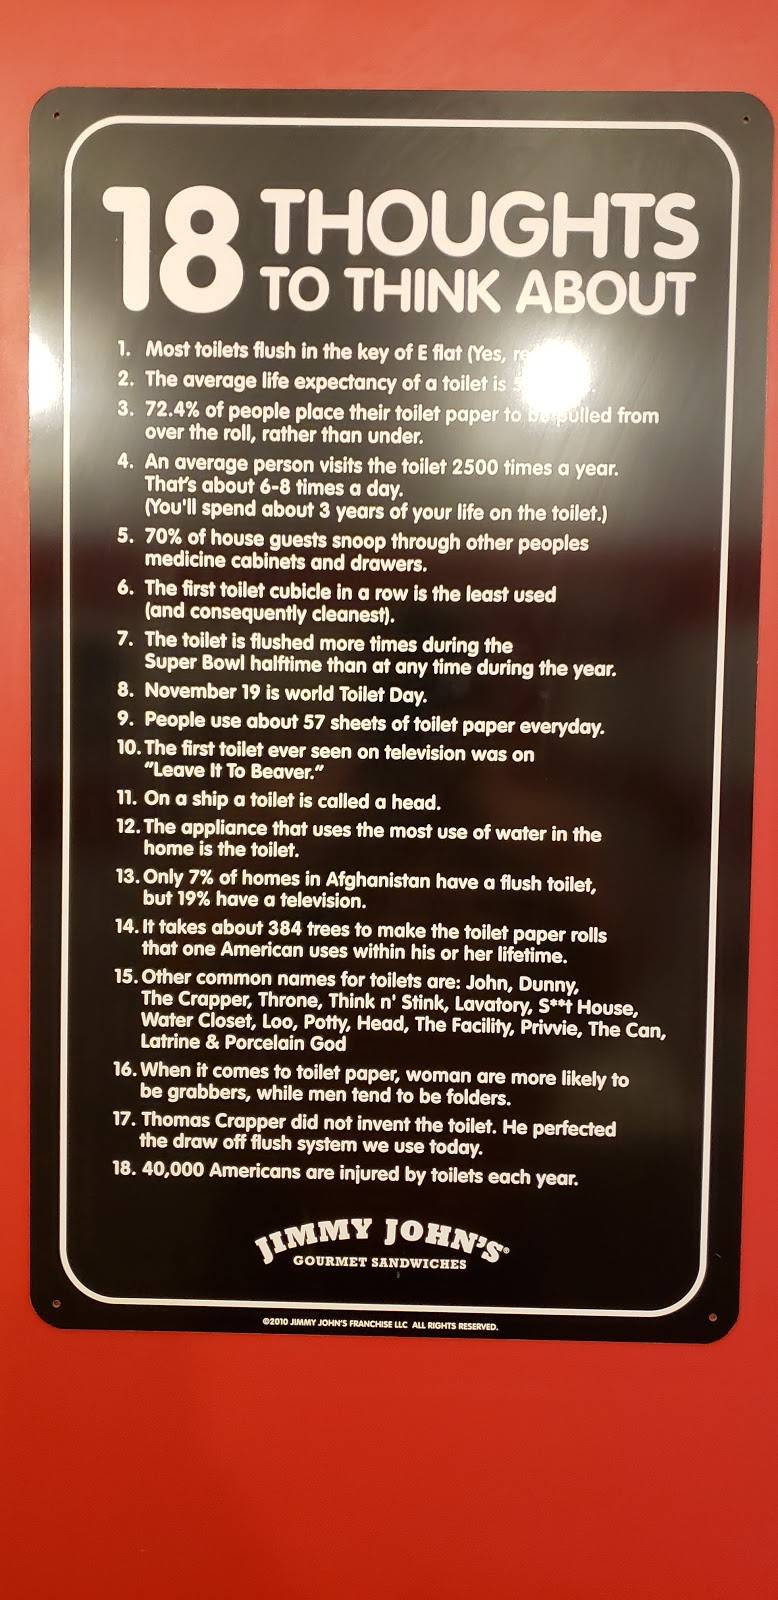 18 THOUGHTS
TO THINK ABOUT
1. Most toilets flush in the key of E flat (Yes,
2. The average life expectancy of a toilet is
3. 72.4% of people place their toilet paper to be pulled from
over the roll, rather than under.
4. An average person visits the toilet 2500 times a year.
That's about 6-8 times a day.
(You'll spend about 3 years of your life on the toilet.)
5. 70% of house guests snoop through other peoples
medicine cabinets and drawers.
6. The first toilet cubicle in a row is the least used
(and consequently cleanest).
7. The toilet is flushed more times during the
Super Bowl halftime than at any time during the year.
8. November 19 is world Toilet Day.
9. People use about 57 sheets of toilet paper everyday.
10. The first toilet ever seen on television was on
"Leave It To Beaver."
11. On a ship a toilet is called a head.
12. The appliance that uses the most use of water in the
home is the toilet.
13. Only 7% of homes in Afghanistan have a flush toilet,
but 19% have a television.
14. It takes about 384 trees to make the toilet paper rolls
that one American uses within his or her lifetime.
15. Other common names for toilets are: John, Dunny,
The Crapper, Throne, Think n' Stink, Lavatory, S**t House,
Water Closet, Loo, Potty, Head, The Facility, Privvie, The Can,
Latrine & Porcelain God
16. When it comes to toilet paper, woman are more likely to
be grabbers, while men tend to be folders.
17. Thomas Crapper did not invent the toilet. He perfected
the draw off flush system we use today.
18. 40,000 Americans are injured by toilets each year.
JIMMY JOHN'S®
GOURMET SANDWICHES
©2010 JIMMY JOHN'S FRANCHISE LLC ALL RIGHTS RESERVED.